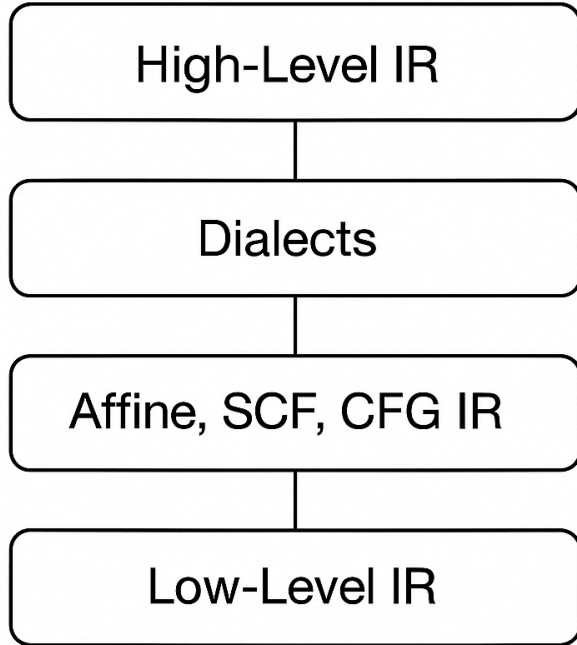 High-Level IR
Dialects
Affine, SCF, CFG IR
Low-Level IR